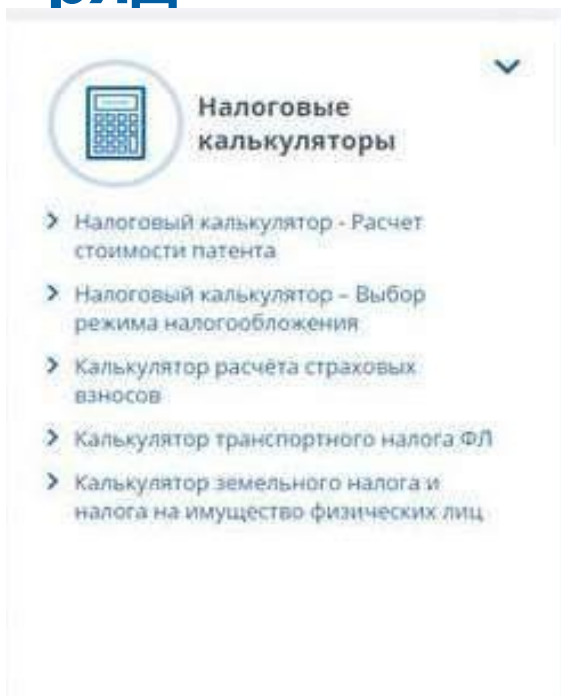 ряд
Налоговые
калькуляторы
Налоговый калькулятор - Расчет
стоимости патента
Налоговый калькулятор – Выбор
режима налогообложения
Калькулятор расчёта страховых
взносов
Калькулятор транспортного налога ФЛ
Калькулятор земельного налога и
налога на имущество физических лиц